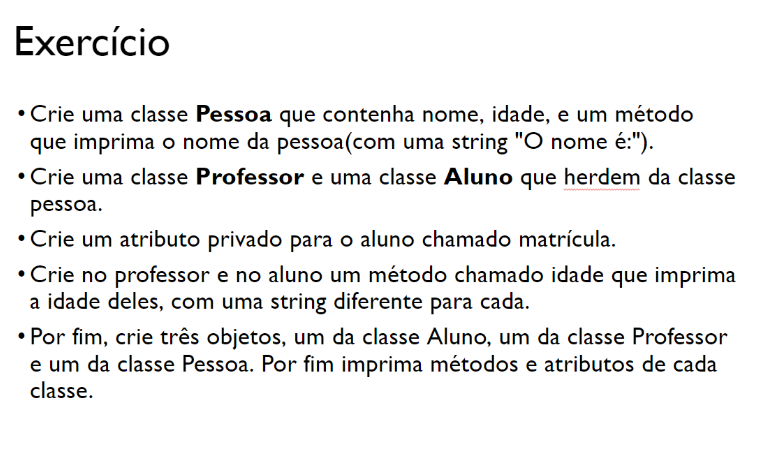 Exercício
• Crie uma classe Pessoa que contenha nome, idade, e um método
que imprima o nome da pessoa(com uma string "O nome é:").
• Crie uma classe Professor e uma classe Aluno que herdem da classe
pessoa.
• Crie um atributo privado para o aluno chamado matrícula.
• Crie no professor e no aluno um método chamado idade que imprima
a idade deles, com uma string diferente para cada.
• Por fim, crie três objetos, um da classe Aluno, um da classe Professor
e um da classe Pessoa. Por fim imprima métodos e atributos de cada
classe.